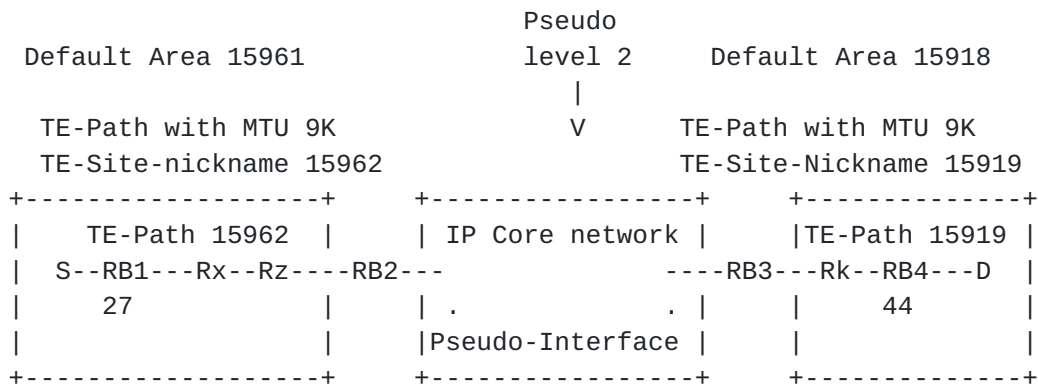 Pseudo
 Default Area 15961              level 2     Default Area 15918
                                    |
  TE-Path with MTU 9K               V      TE-Path with MTU 9K
  TE-Site-nickname 15962                   TE-Site-Nickname 15919
+-------------------+     +-----------------+     +--------------+
|    TE-Path 15962  |     | IP Core network |     |TE-Path 15919 |
|  S--RB1---Rx--Rz----RB2---              ----RB3---Rk--RB4---D  |
|     27            |     | .             . |     |     44       |
|                   |     |Pseudo-Interface |     |              |
+-------------------+     +-----------------+     +--------------+